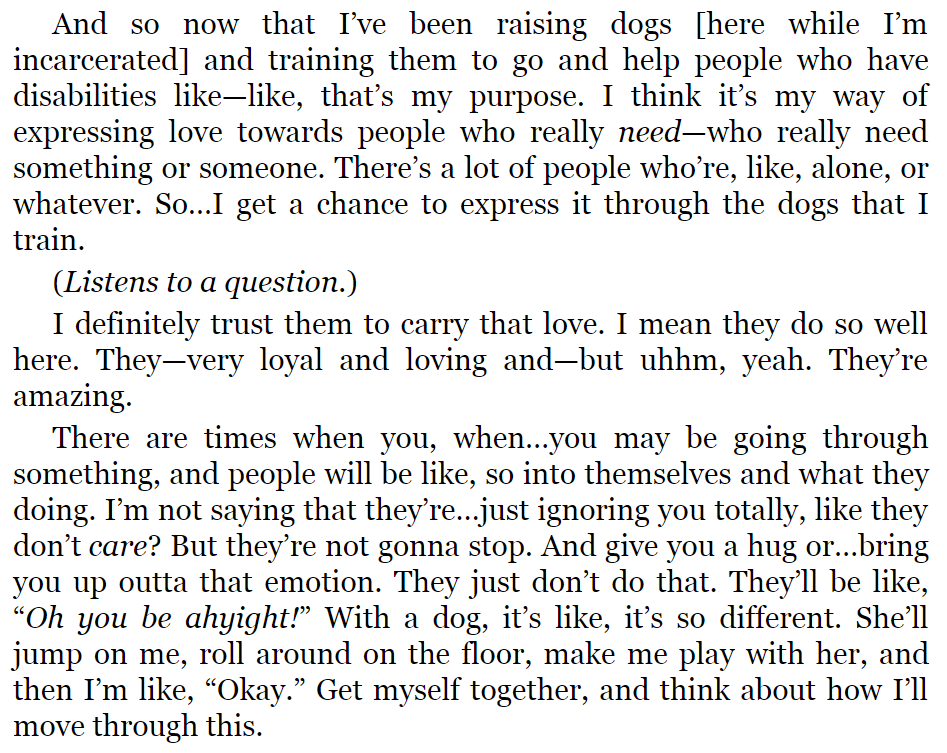 And so now that I’ve been raising dogs [here while I’m
incarcerated] and training them to go and help people who have
disabilities like—like, that’s my purpose. I think it’s my way of
expressing love towards people who really need—who really need
something or someone. There’s a lot of people who’re, like, alone, or
whatever. So…I get a chance to express it through the dogs that I
train.
(Listens to a question.)
I definitely trust them to carry that love. I mean they do so well
here. They—very loyal and loving and—but uhhm, yeah. They’re
amazing.
There are times when you, when…you may be going through
something, and people will be like, so into themselves and what they
doing. I’m not saying that they’re…just ignoring you totally, like they
don’t care? But they’re not gonna stop. And give you a hug or…bring
you up outta that emotion. They just don’t do that. They’ll be like,
“Oh you be ahyight!” With a dog, it’s like, it’s so different. She’ll
jump on me, roll around on the floor, make me play with her, and
then I’m like, “Okay.” Get myself together, and think about how I’ll
move through this.